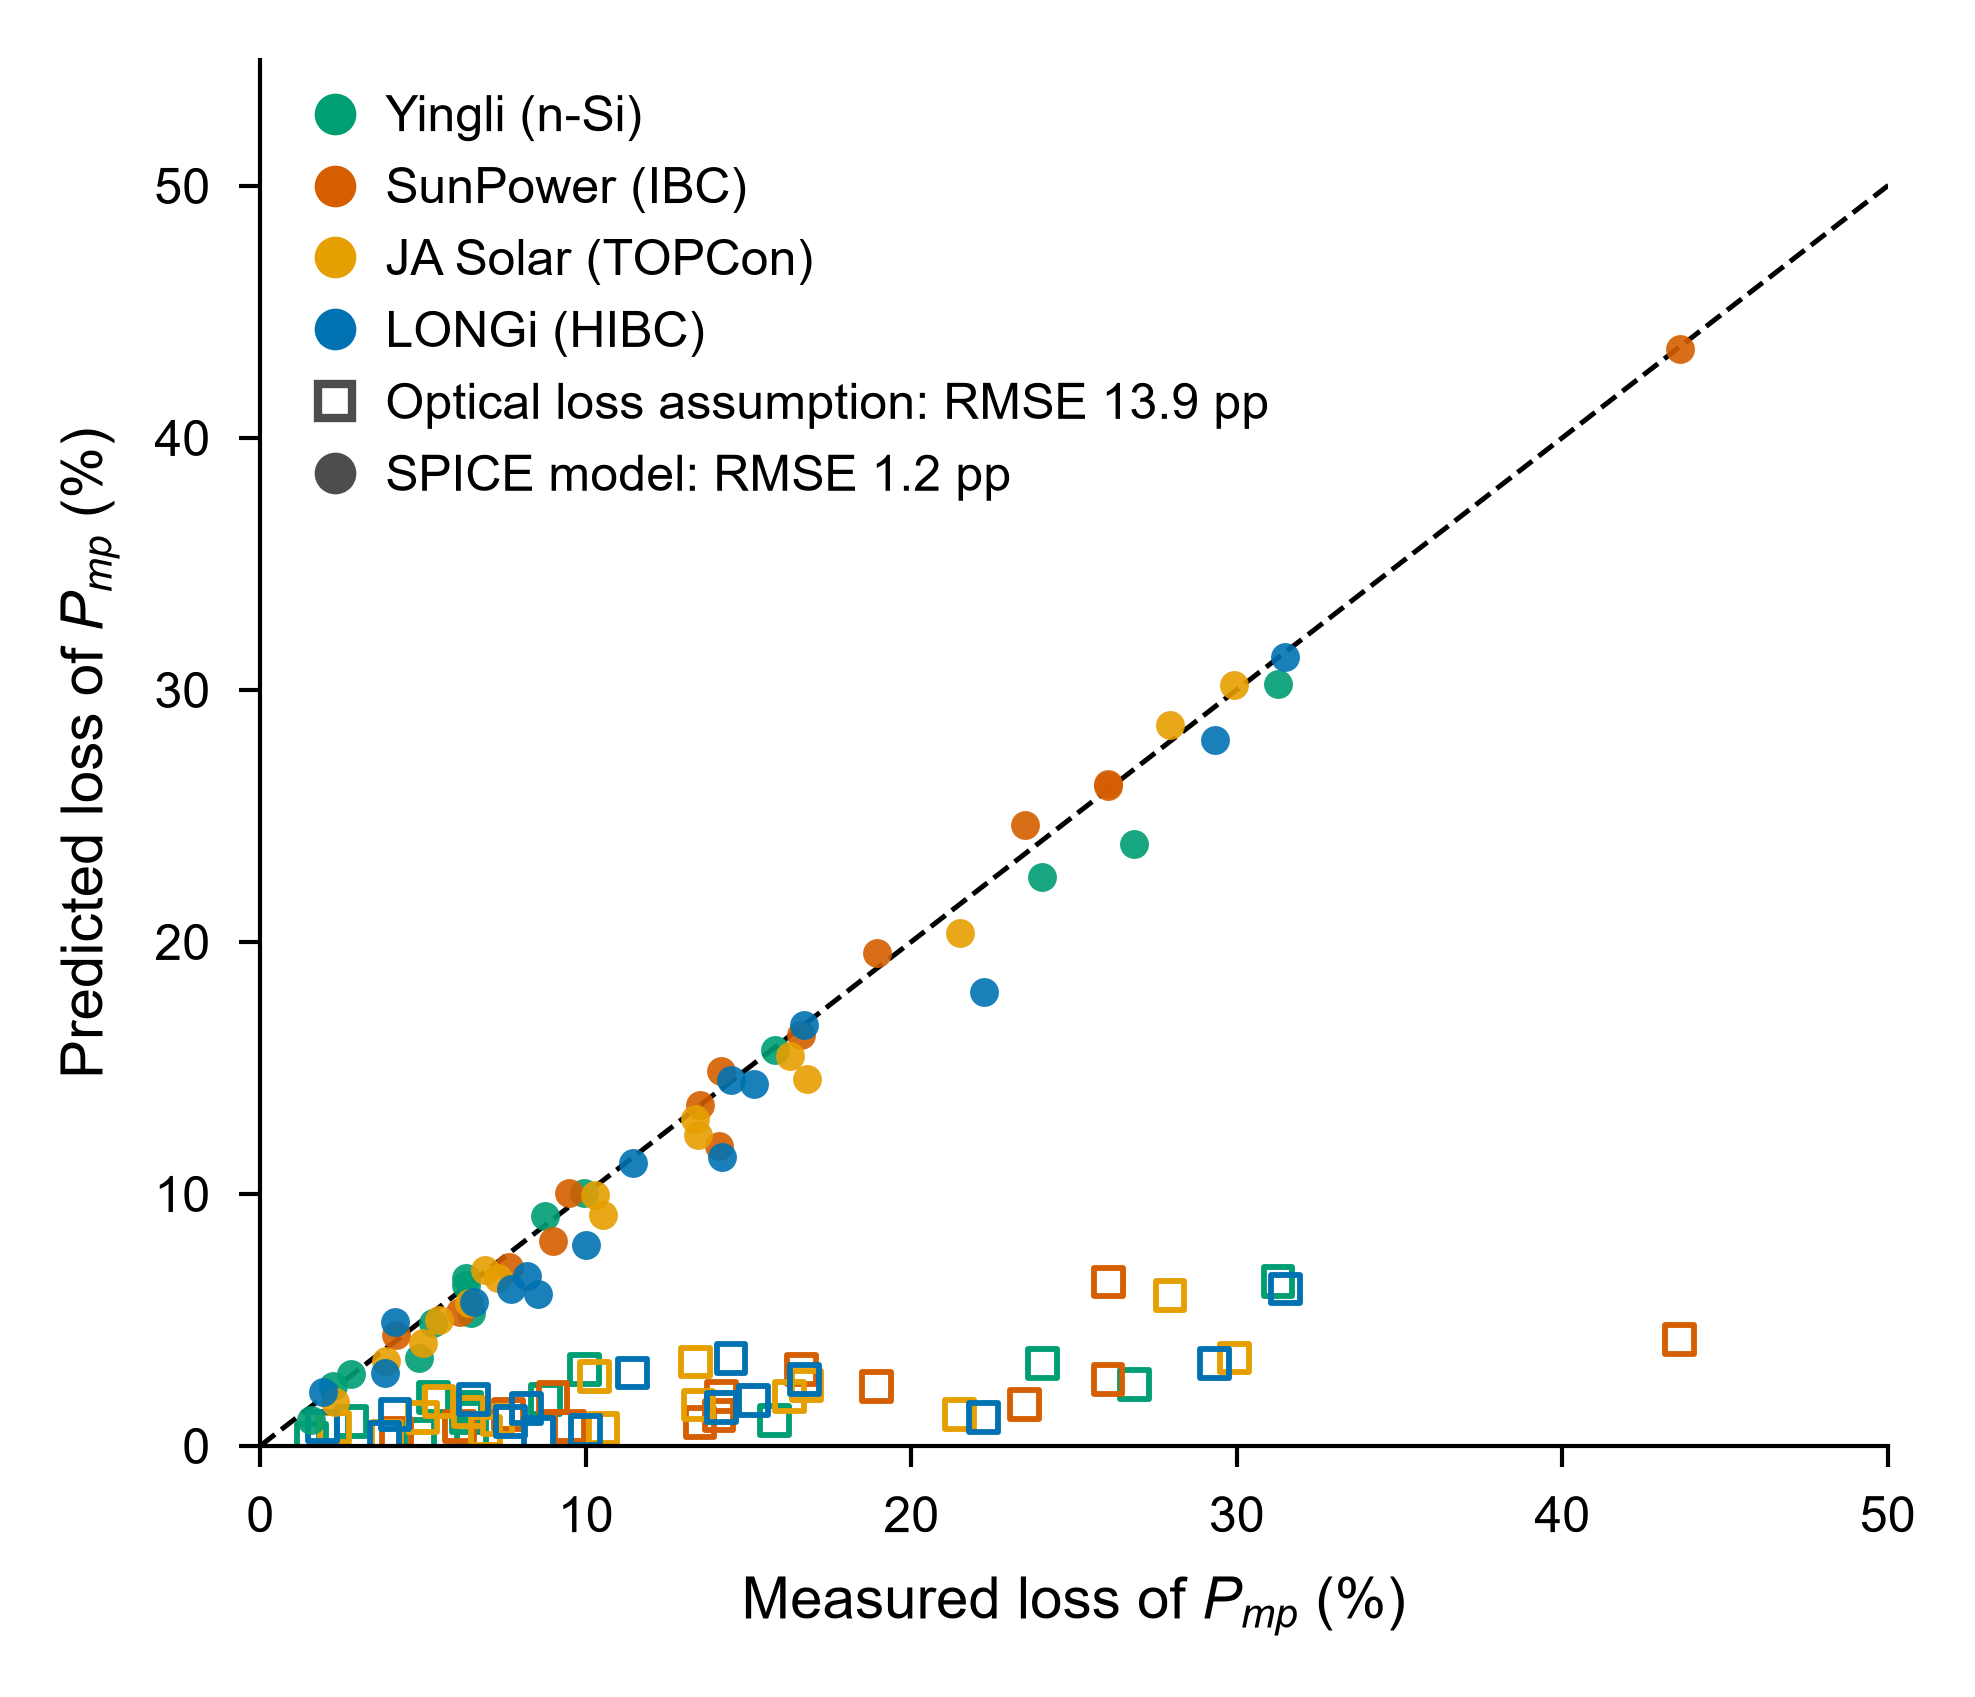 Yingli (n-Si)
SunPower (IBC)
JA Solar (TOPCon)
LONGi (HIBC)
Optical loss assumption: RMSE 13.9 pp
SPICE model: RMSE 1.2 pp
Predicted loss of P_mp (%)
50
40
30
20
10
0
0 10 20 30 40 50
Measured loss of P_mp (%)